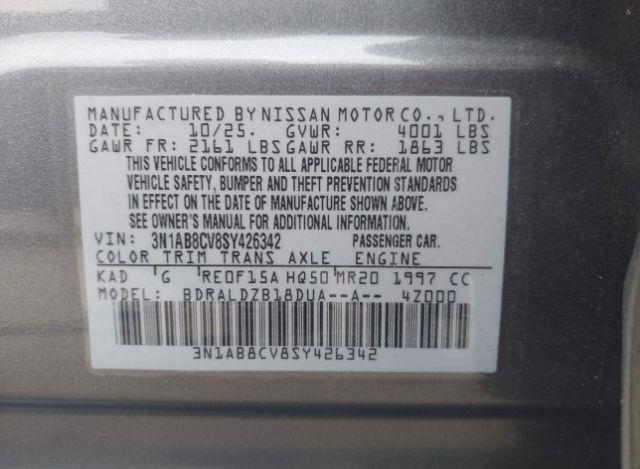 MANUFACTURED BY NISSAN MOTOR CO., LTD.
DATE: 10/25. GVWR: 4001 LBS
GAWR FR: 2161 LBS GAWR RR: 1863 LBS
THIS VEHICLE CONFORMS TO ALL APPLICABLE FEDERAL MOTOR
VEHICLE SAFETY, BUMPER AND THEFT PREVENTION STANDARDS
IN EFFECT ON THE DATE OF MANUFACTURE SHOWN ABOVE.
SEE OWNER'S MANUAL FOR ADDITIONAL INFORMATION.
VIN: 3N1AB8CV8SY426342 PASSENGER CAR.
COLOR TRIM TRANS AXLE ENGINE
KAD G RE0F15A HQ50 MR20 1997 CC
MODEL: BDRALDZB18DUA--A-- 4Z000
3N1AB8CV8SY426342